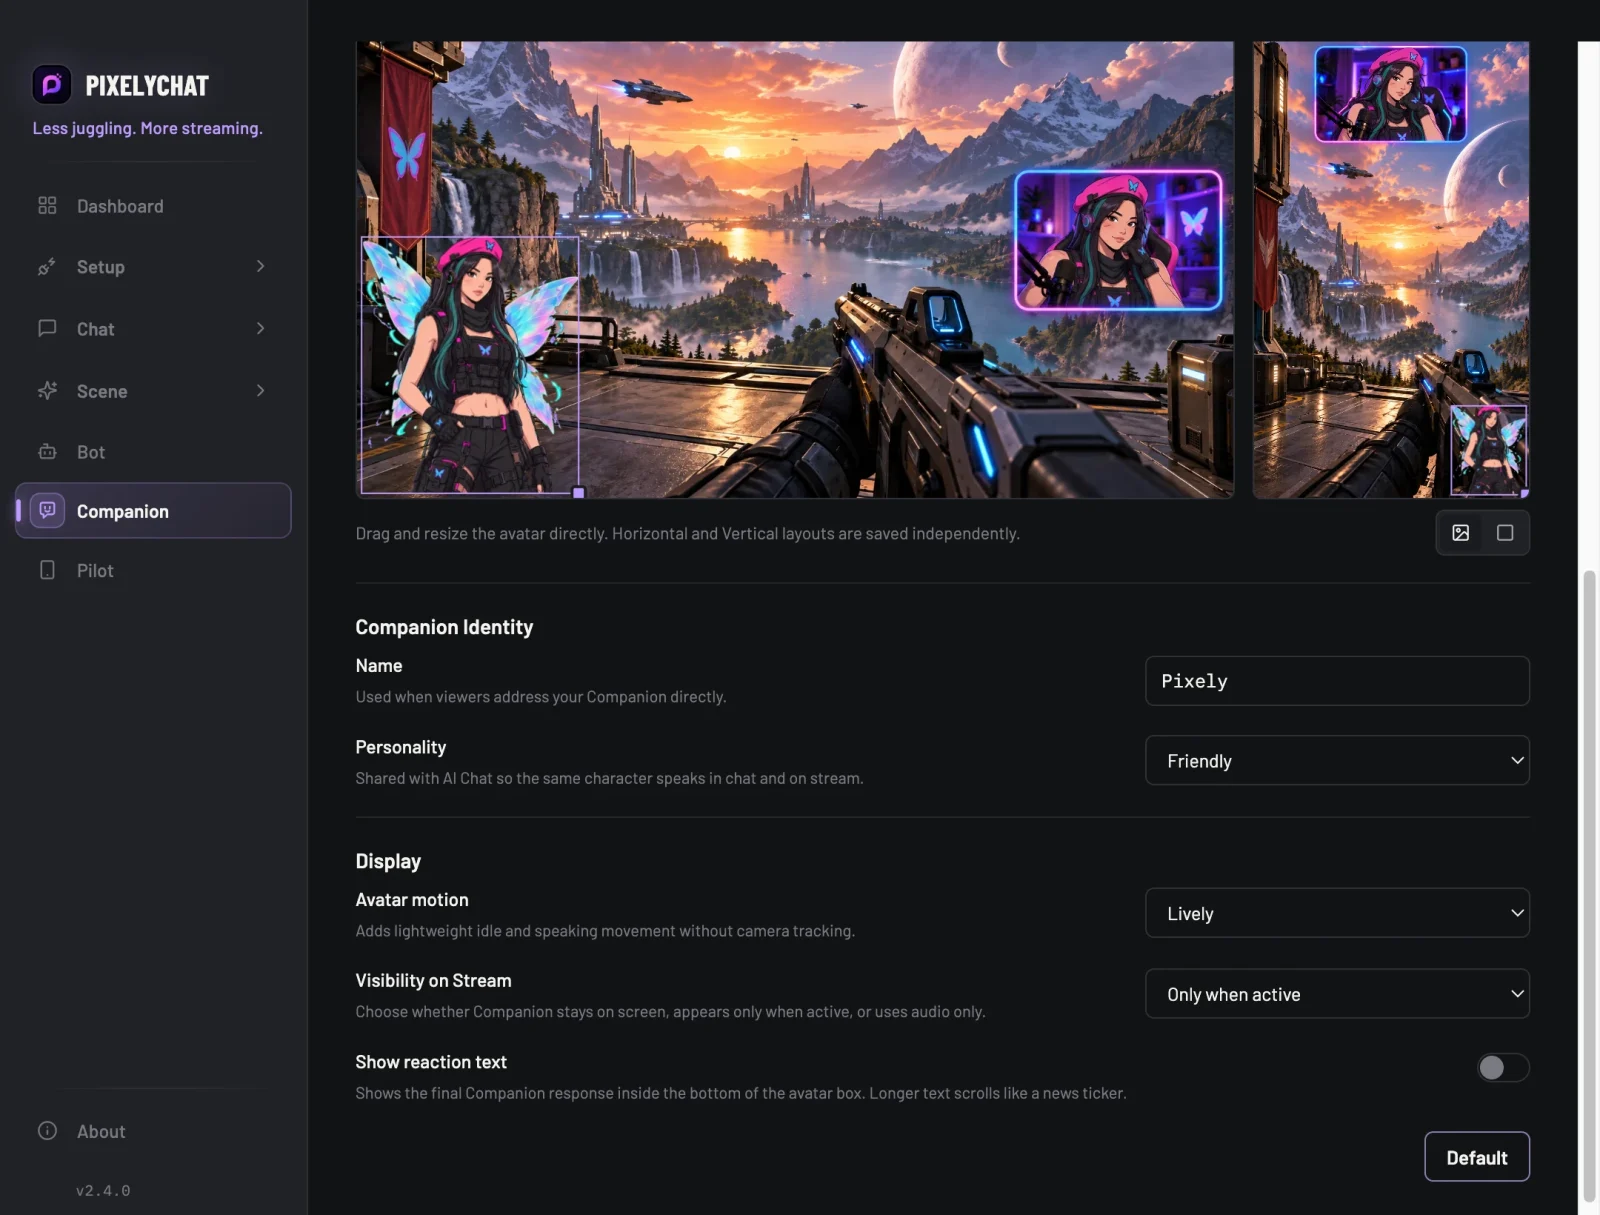 PIXELYCHAT
Less juggling. More streaming.
Dashboard
Setup
Chat
Scene
Bot
Companion
Pilot
About
v2.4.0
Drag and resize the avatar directly. Horizontal and Vertical layouts are saved independently.
Companion Identity
Name
Used when viewers address your Companion directly.
Pixely
Personality
Shared with AI Chat so the same character speaks in chat and on stream.
Friendly
Display
Avatar motion
Adds lightweight idle and speaking movement without camera tracking.
Lively
Visibility on Stream
Choose whether Companion stays on screen, appears only when active, or uses audio only.
Only when active
Show reaction text
Shows the final Companion response inside the bottom of the avatar box. Longer text scrolls like a news ticker.
Default